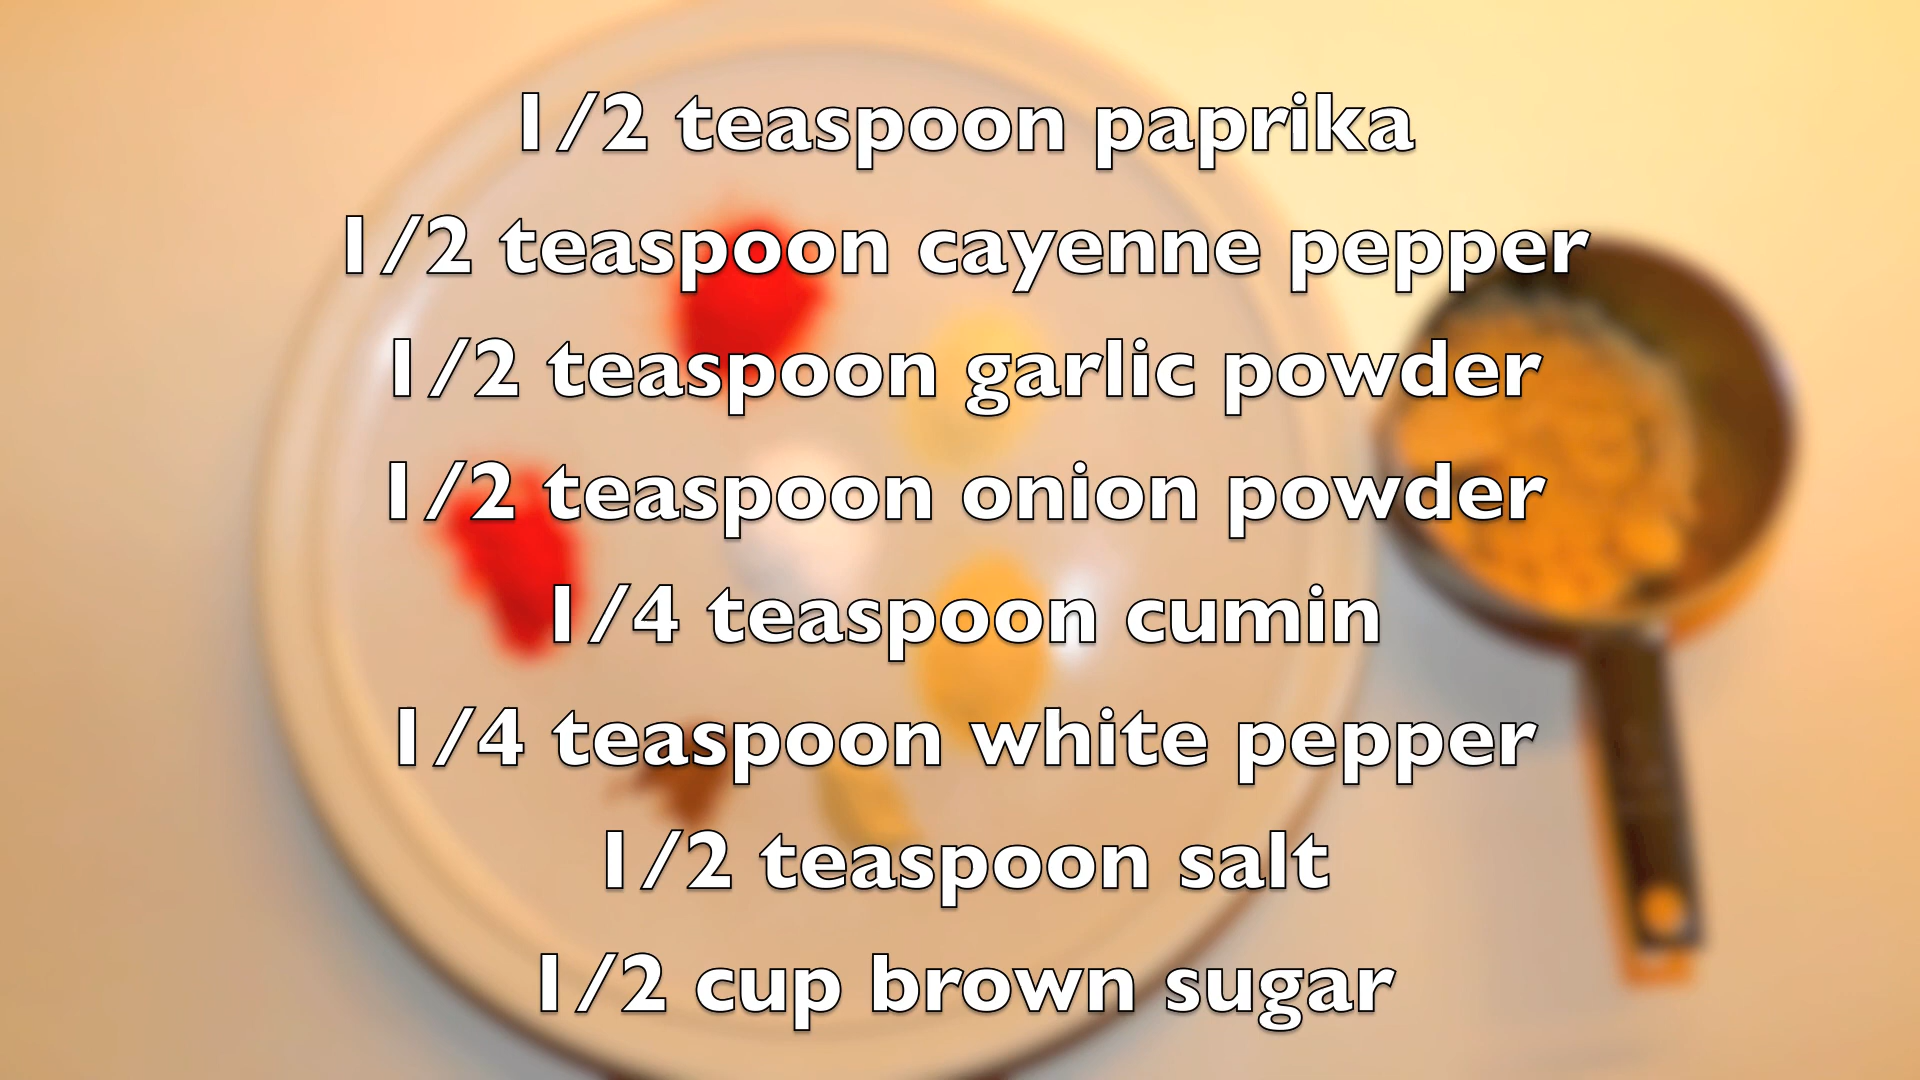 1/2 teaspoon paprika
1/2 teaspoon cayenne pepper
1/2 teaspoon garlic powder
1/2 teaspoon onion powder
1/4 teaspoon cumin
1/4 teaspoon white pepper
1/2 teaspoon salt
1/2 cup brown sugar